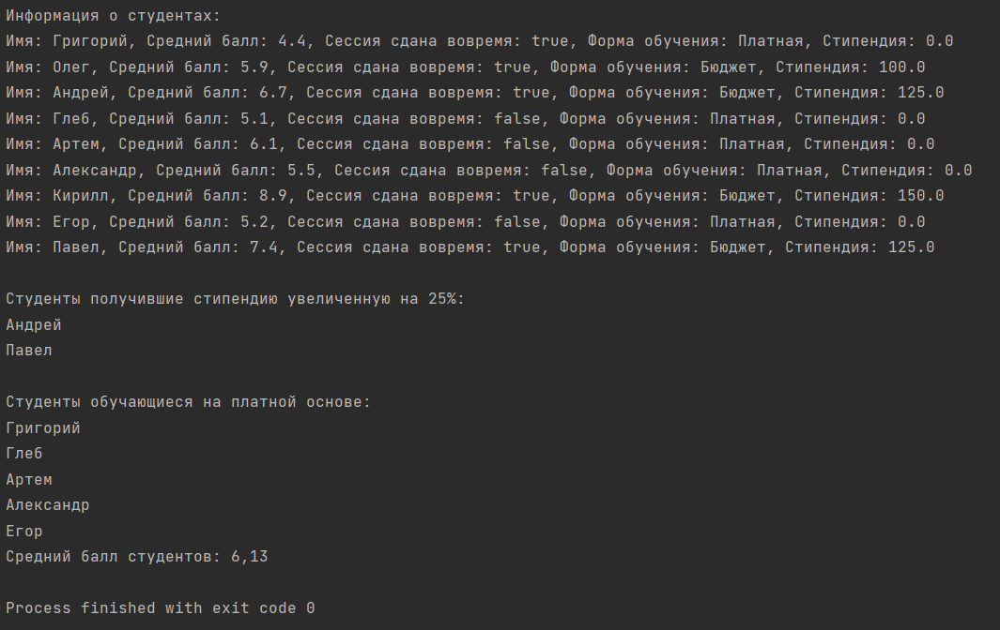 Информация о студентах:
Имя: Григорий, Средний балл: 4.4, Сессия сдана вовремя: true, Форма обучения: Платная, Стипендия: 0.0
Имя: Олег, Средний балл: 5.9, Сессия сдана вовремя: true, Форма обучения: Бюджет, Стипендия: 100.0
Имя: Андрей, Средний балл: 6.7, Сессия сдана вовремя: true, Форма обучения: Бюджет, Стипендия: 125.0
Имя: Глеб, Средний балл: 5.1, Сессия сдана вовремя: false, Форма обучения: Платная, Стипендия: 0.0
Имя: Артем, Средний балл: 6.1, Сессия сдана вовремя: false, Форма обучения: Платная, Стипендия: 0.0
Имя: Александр, Средний балл: 5.5, Сессия сдана вовремя: false, Форма обучения: Платная, Стипендия: 0.0
Имя: Кирилл, Средний балл: 8.9, Сессия сдана вовремя: true, Форма обучения: Бюджет, Стипендия: 150.0
Имя: Егор, Средний балл: 5.2, Сессия сдана вовремя: false, Форма обучения: Платная, Стипендия: 0.0
Имя: Павел, Средний балл: 7.4, Сессия сдана вовремя: true, Форма обучения: Бюджет, Стипендия: 125.0
Студенты получившие стипендию увеличенную на 25%:
Андрей
Павел
Студенты обучающиеся на платной основе:
Григорий
Глеб
Артем
Александр
Егор
Средний балл студентов: 6,13
Process finished with exit code 0